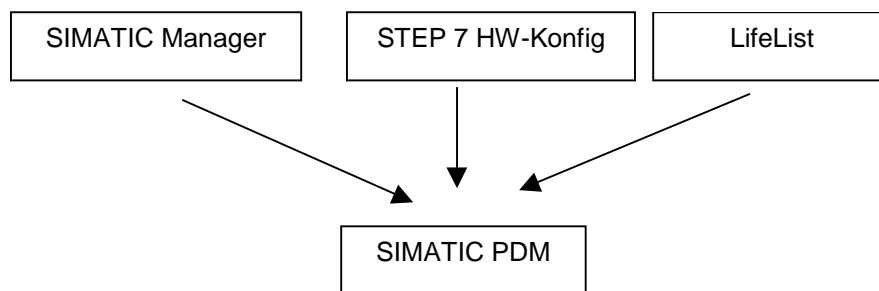 SIMATIC Manager
STEP 7 HW-Konfig
LifeList
SIMATIC PDM